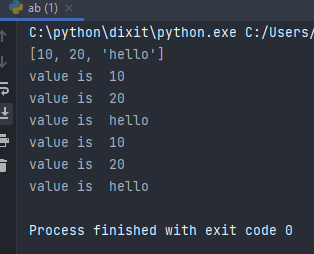 ab (1)
C:\python\dixit\python.exe C:/Users/
[10, 20, 'hello']
value is  10
value is  20
value is  hello
value is  10
value is  20
value is  hello
Process finished with exit code 0